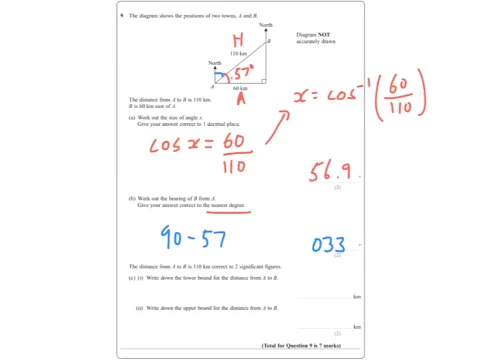 9 The diagram shows the positions of two towns, A and B.
North
Diagram NOT
accurately drawn
H
B
110 km
North
57°
x
A
60 km
A
x = cos⁻¹ (60/110)
The distance from A to B is 110 km.
B is 60 km east of A.
(a) Work out the size of angle x.
Give your answer correct to 1 decimal place.
cos x = 60/110
56.9
(3)
(b) Work out the bearing of B from A.
Give your answer correct to the nearest degree.
90 - 57
033
(2)
The distance from A to B is 110 km correct to 2 significant figures.
(c) (i) Write down the lower bound for the distance from A to B.
km
(ii) Write down the upper bound for the distance from A to B.
km
(2)
(Total for Question 9 is 7 marks)